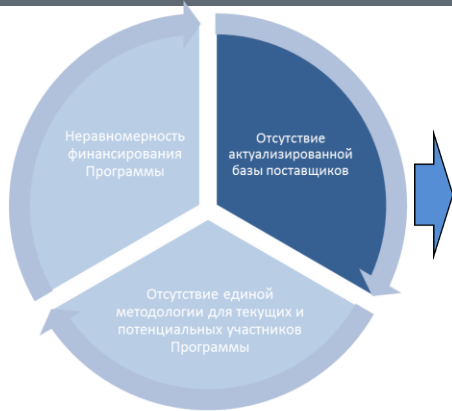 Неравномерность
финансирования
Программы
Отсутствие
актуализированной
базы поставщиков
Отсутствие единой
методологии для текущих и
потенциальных участников
Программы